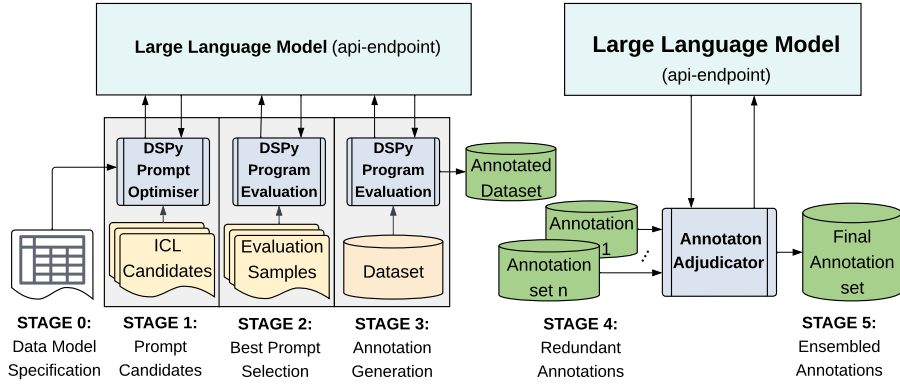 Large Language Model (api-endpoint)
Large Language Model
(api-endpoint)
DSPy
Prompt
Optimiser
DSPy
Program
Evaluation
DSPy
Program
Evaluation
Annotated
Dataset
ICL
Candidates
Evaluation
Samples
Dataset
Annotation
1
Annotation
set n
Annotaton
Adjudicator
Final
Annotation
set
STAGE 0:
Data Model
Specification
STAGE 1:
Prompt
Candidates
STAGE 2:
Best Prompt
Selection
STAGE 3:
Annotation
Generation
STAGE 4:
Redundant
Annotations
STAGE 5:
Ensembled
Annotations